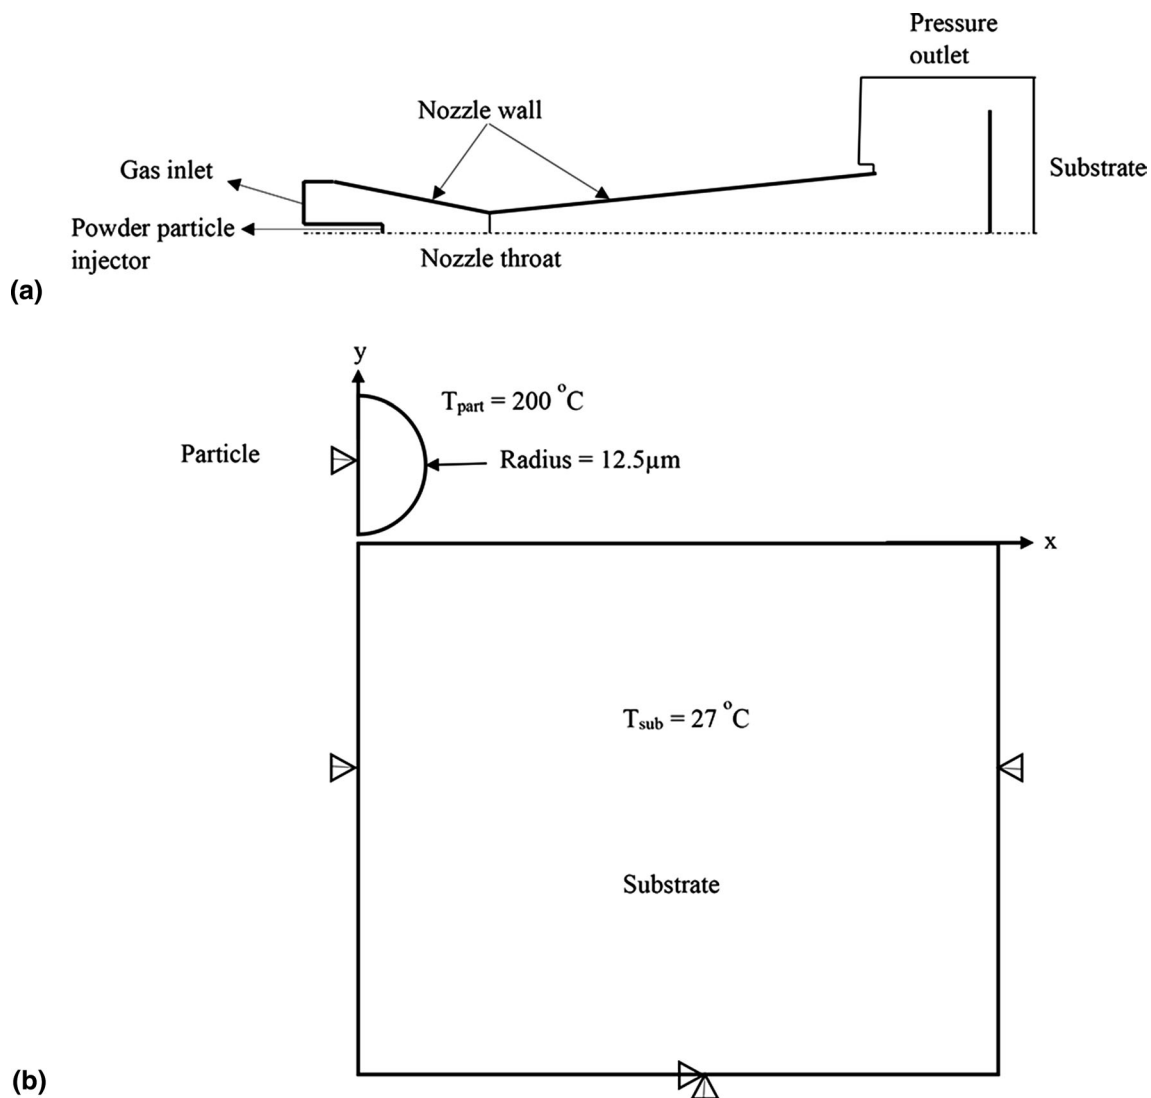 Pressure
outlet
Nozzle wall
Gas inlet
Substrate
Powder particle
injector
Nozzle throat
(a)
y
T_part = 200 °C
Particle
Radius = 12.5μm
x
T_sub = 27 °C
Substrate
(b)